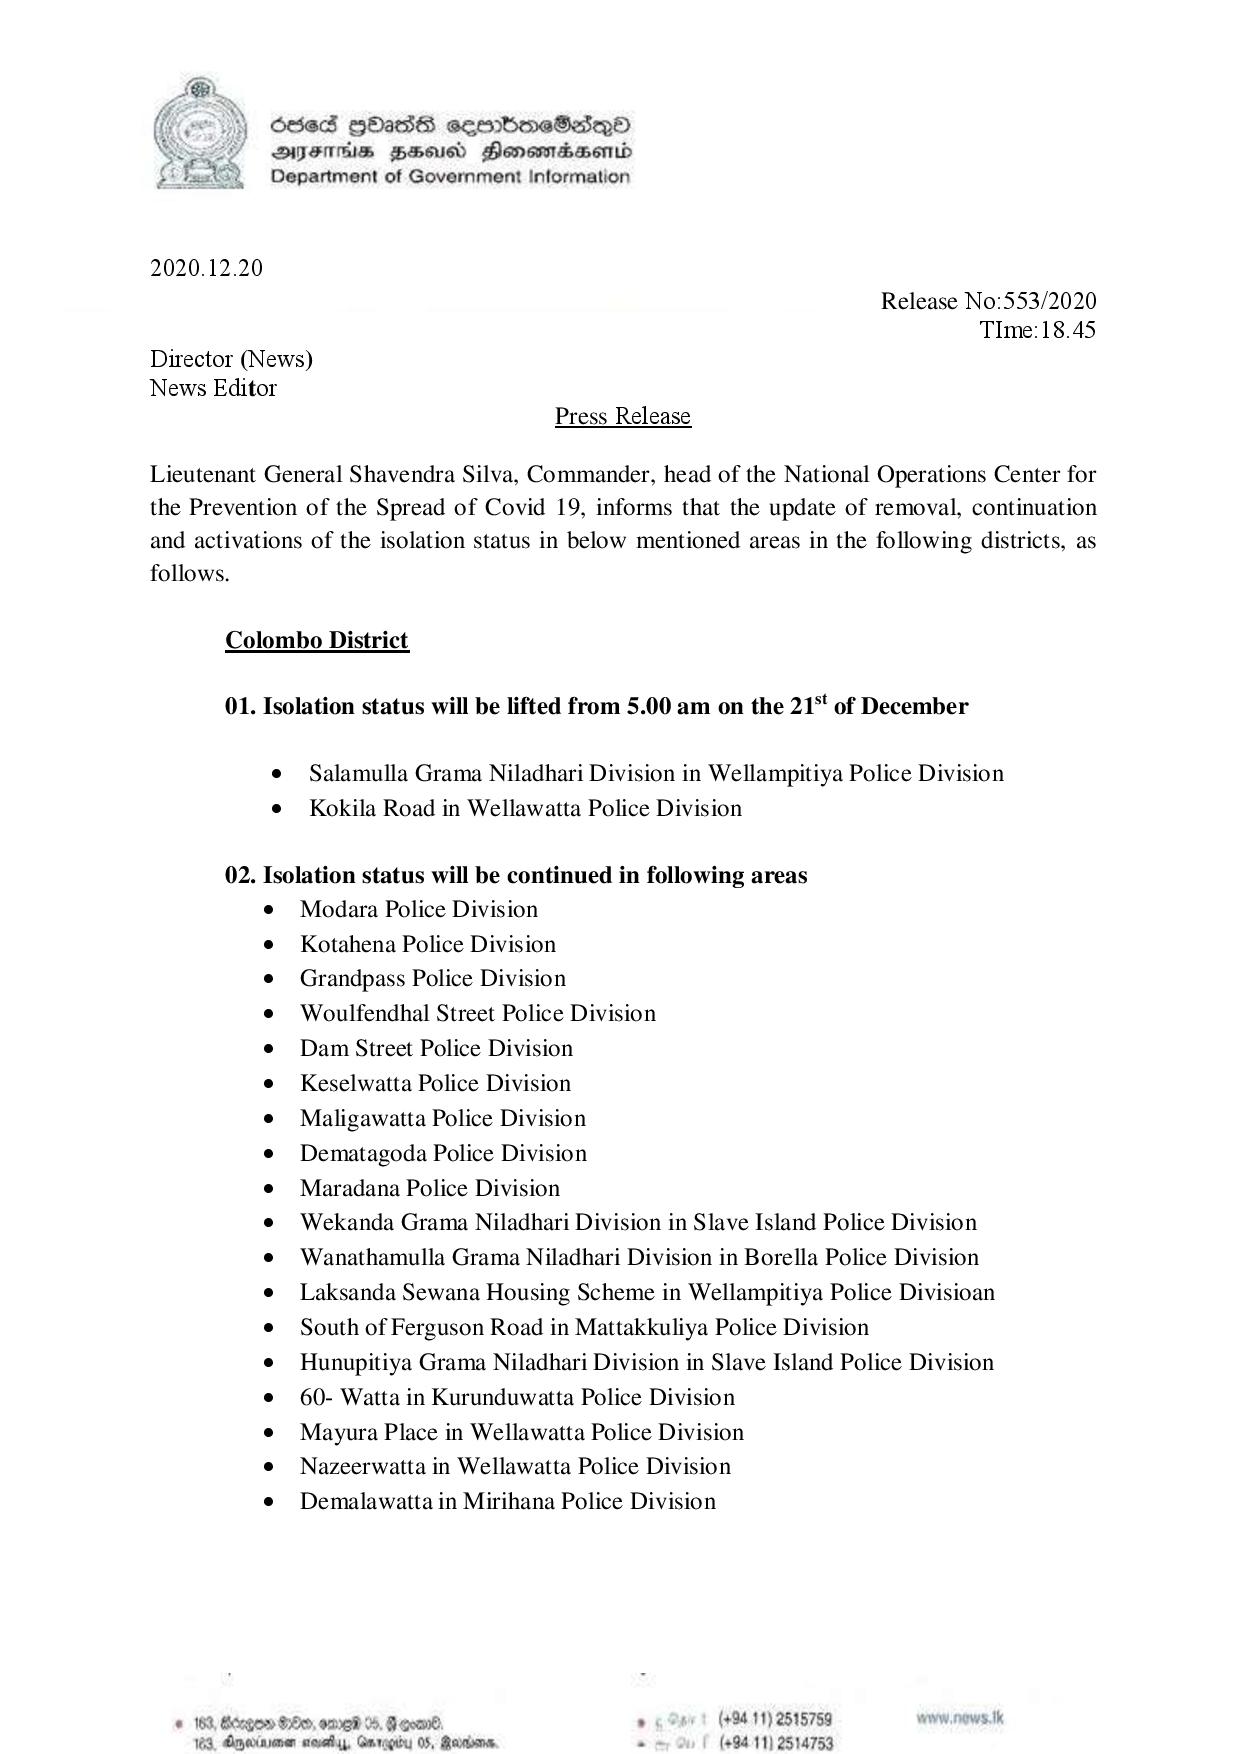 රජයේ ප්‍රවෘත්ති දෙපාර්තමේන්තුව
அரசாங்க தகவல் திணைக்களம்
Department of Government Information
2020.12.20
Release No:553/2020
TIme:18.45
Director (News)
News Editor
Press Release
Lieutenant General Shavendra Silva, Commander, head of the National Operations Center for
the Prevention of the Spread of Covid 19, informs that the update of removal, continuation
and activations of the isolation status in below mentioned areas in the following districts, as
follows.
Colombo District
01. Isolation status will be lifted from 5.00 am on the 21st of December
• Salamulla Grama Niladhari Division in Wellampitiya Police Division
• Kokila Road in Wellawatta Police Division
02. Isolation status will be continued in following areas
• Modara Police Division
• Kotahena Police Division
• Grandpass Police Division
• Woulfendhal Street Police Division
• Dam Street Police Division
• Keselwatta Police Division
• Maligawatta Police Division
• Dematagoda Police Division
• Maradana Police Division
• Wekanda Grama Niladhari Division in Slave Island Police Division
• Wanathamulla Grama Niladhari Division in Borella Police Division
• Laksanda Sewana Housing Scheme in Wellampitiya Police Divisioan
• South of Ferguson Road in Mattakkuliya Police Division
• Hunupitiya Grama Niladhari Division in Slave Island Police Division
• 60- Watta in Kurunduwatta Police Division
• Mayura Place in Wellawatta Police Division
• Nazeerwatta in Wellawatta Police Division
• Demalawatta in Mirihana Police Division
• 163, කිරුළපන මාවත, කොළඹ 05, ශ්‍රී ලංකාව.
163, கிருலப்பனை வீதி, கொழும்பு 05, இலங்கை.
• (+94 11) 2515759
• (+94 11) 2514753
www.news.lk